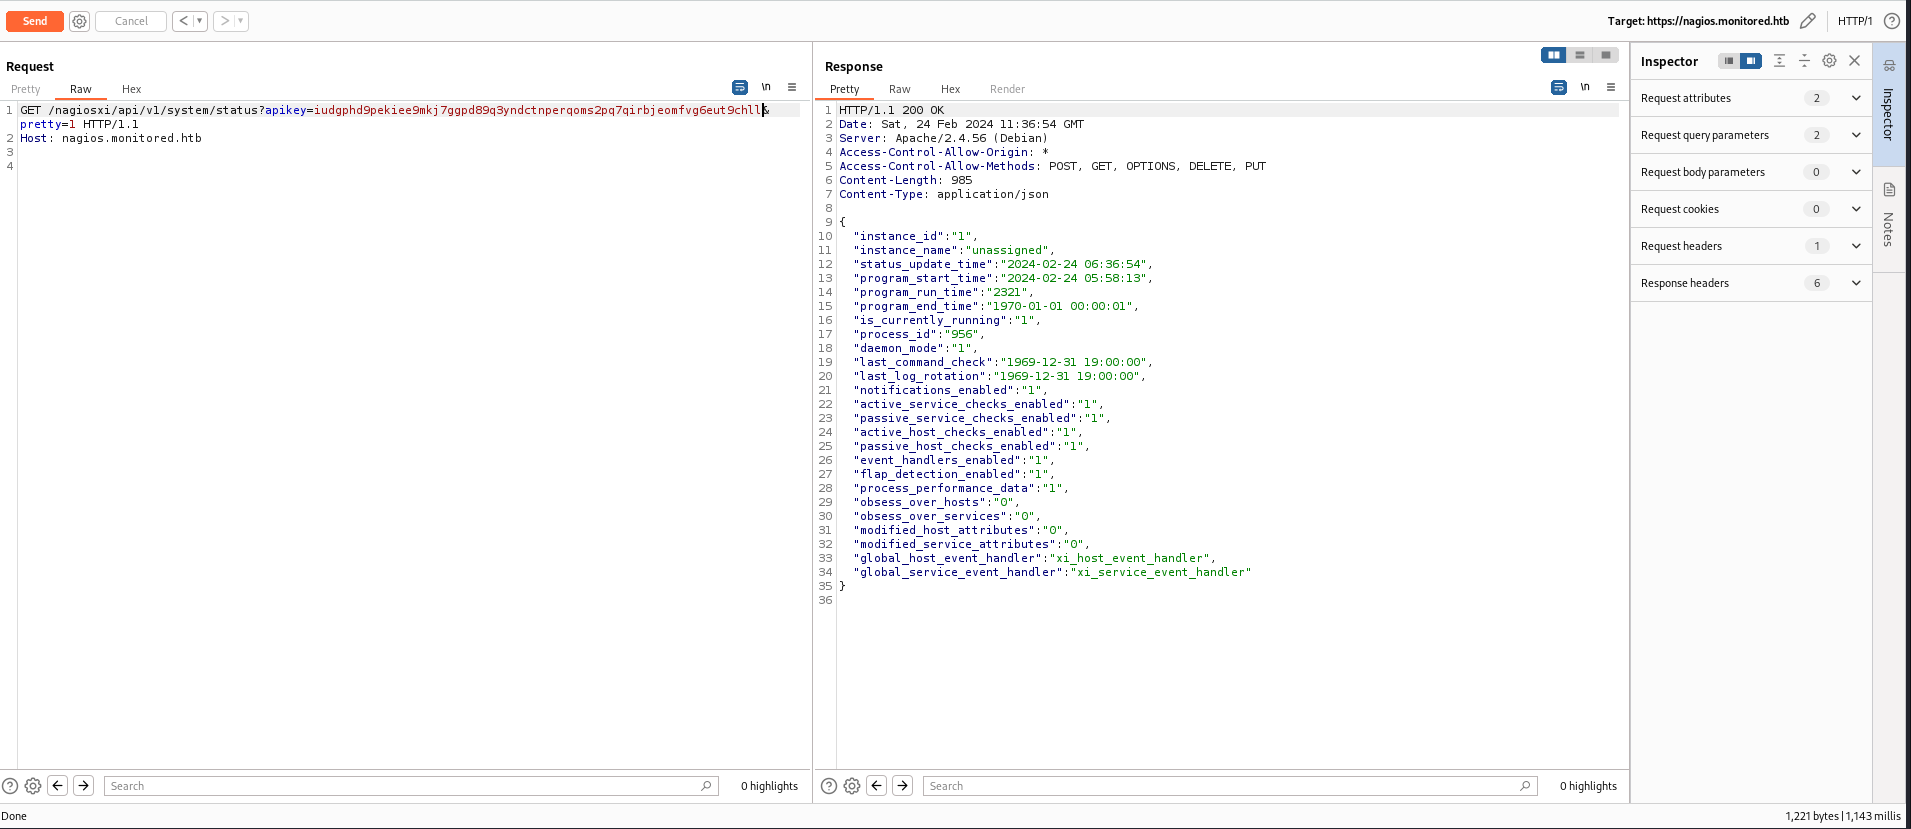 Send Cancel < > Target: https://nagios.monitored.htb HTTP/1 ?
Request
Pretty Raw Hex \n
1 GET /nagiosxi/api/v1/system/status?apikey=iudgphd9pekiee9mkj7ggpd89q3yndctnperqoms2pq7qirbjeomfvg6eut9chll&
pretty=1 HTTP/1.1
2 Host: nagios.monitored.htb
3
4
? Search 0 highlights
Response
Pretty Raw Hex Render \n
1 HTTP/1.1 200 OK
2 Date: Sat, 24 Feb 2024 11:36:54 GMT
3 Server: Apache/2.4.56 (Debian)
4 Access-Control-Allow-Origin: *
5 Access-Control-Allow-Methods: POST, GET, OPTIONS, DELETE, PUT
6 Content-Length: 985
7 Content-Type: application/json
8
9 {
10 "instance_id":"1",
11 "instance_name":"unassigned",
12 "status_update_time":"2024-02-24 06:36:54",
13 "program_start_time":"2024-02-24 05:58:13",
14 "program_run_time":"2321",
15 "program_end_time":"1970-01-01 00:00:01",
16 "is_currently_running":"1",
17 "process_id":"956",
18 "daemon_mode":"1",
19 "last_command_check":"1969-12-31 19:00:00",
20 "last_log_rotation":"1969-12-31 19:00:00",
21 "notifications_enabled":"1",
22 "active_service_checks_enabled":"1",
23 "passive_service_checks_enabled":"1",
24 "active_host_checks_enabled":"1",
25 "passive_host_checks_enabled":"1",
26 "event_handlers_enabled":"1",
27 "flap_detection_enabled":"1",
28 "process_performance_data":"1",
29 "obsess_over_hosts":"0",
30 "obsess_over_services":"0",
31 "modified_host_attributes":"0",
32 "modified_service_attributes":"0",
33 "global_host_event_handler":"xi_host_event_handler",
34 "global_service_event_handler":"xi_service_event_handler"
35 }
36
? Search 0 highlights
Inspector
Request attributes 2
Request query parameters 2
Request body parameters 0
Request cookies 0
Request headers 1
Response headers 6
Inspector
Notes
Done 1,221 bytes | 1,143 millis